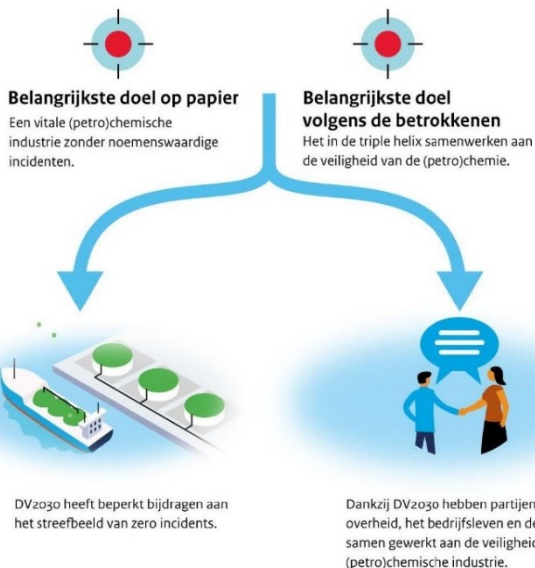 Belangrijkste doel op papier
Een vitale (petro)chemische
industrie zonder noemenswaardige
incidenten.
Belangrijkste doel
volgens de betrokkenen
Het in de triple helix samenwerken aan
de veiligheid van de (petro)chemie.
DV2030 heeft beperkt bijdragen aan
het streefbeeld van zero incidents.
Dankzij DV2030 hebben partijen
overheid, het bedrijfsleven en de
samen gewerkt aan de veiligheid
(petro)chemische industrie.